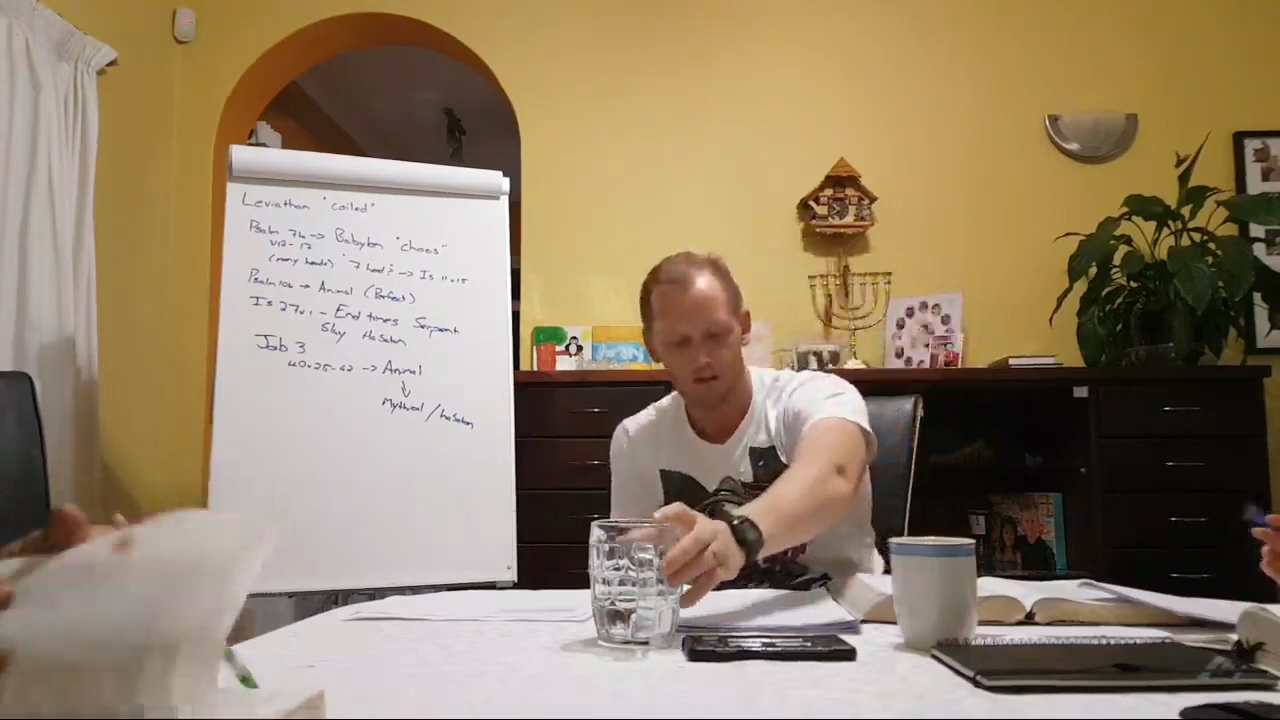 Leviathan "coiled"
Psalm 74 -> Babylon "chaos"
v12-17
(many heads) "7 head? -> Is 11v15
Psalm 104 -> Animal (Perfect)
Is 27v1 - End times Serpent
Slay HaSatan
Job 3
40v25-42 -> Animal
↓
Mythical / HaSatan